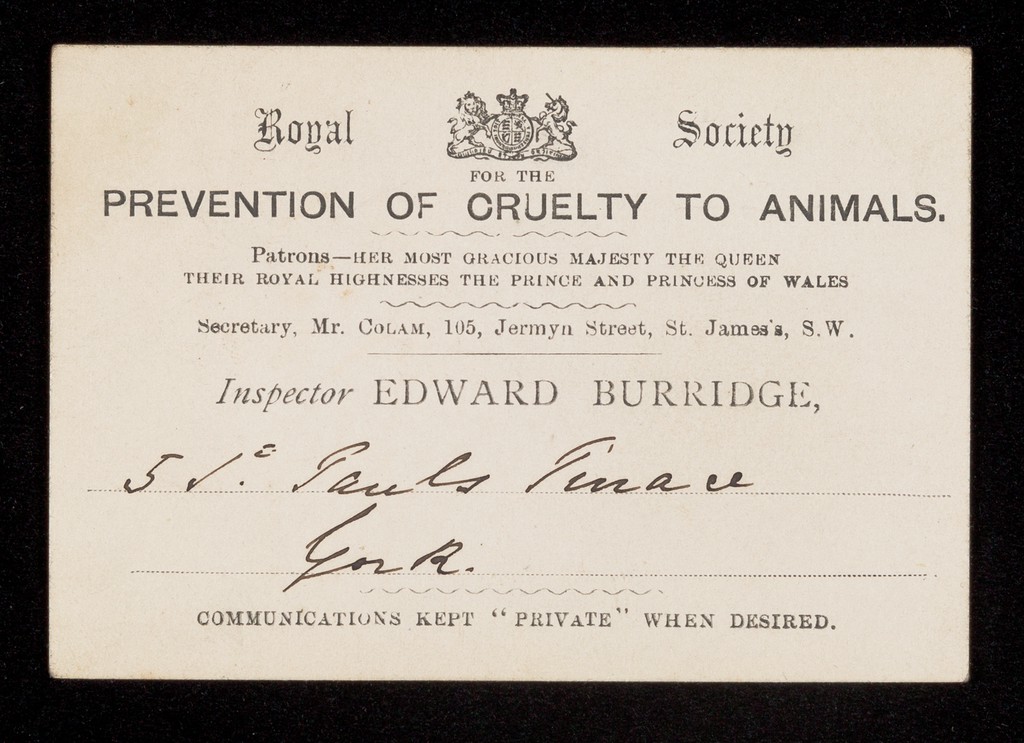 Royal Society
FOR THE
PREVENTION OF CRUELTY TO ANIMALS.
Patrons—HER MOST GRACIOUS MAJESTY THE QUEEN
THEIR ROYAL HIGHNESSES THE PRINCE AND PRINCESS OF WALES
Secretary, Mr. COLAM, 105, Jermyn Street, St. James's, S.W.
Inspector EDWARD BURRIDGE,
5 St. Pauls Terrace
York.
COMMUNICATIONS KEPT “PRIVATE” WHEN DESIRED.